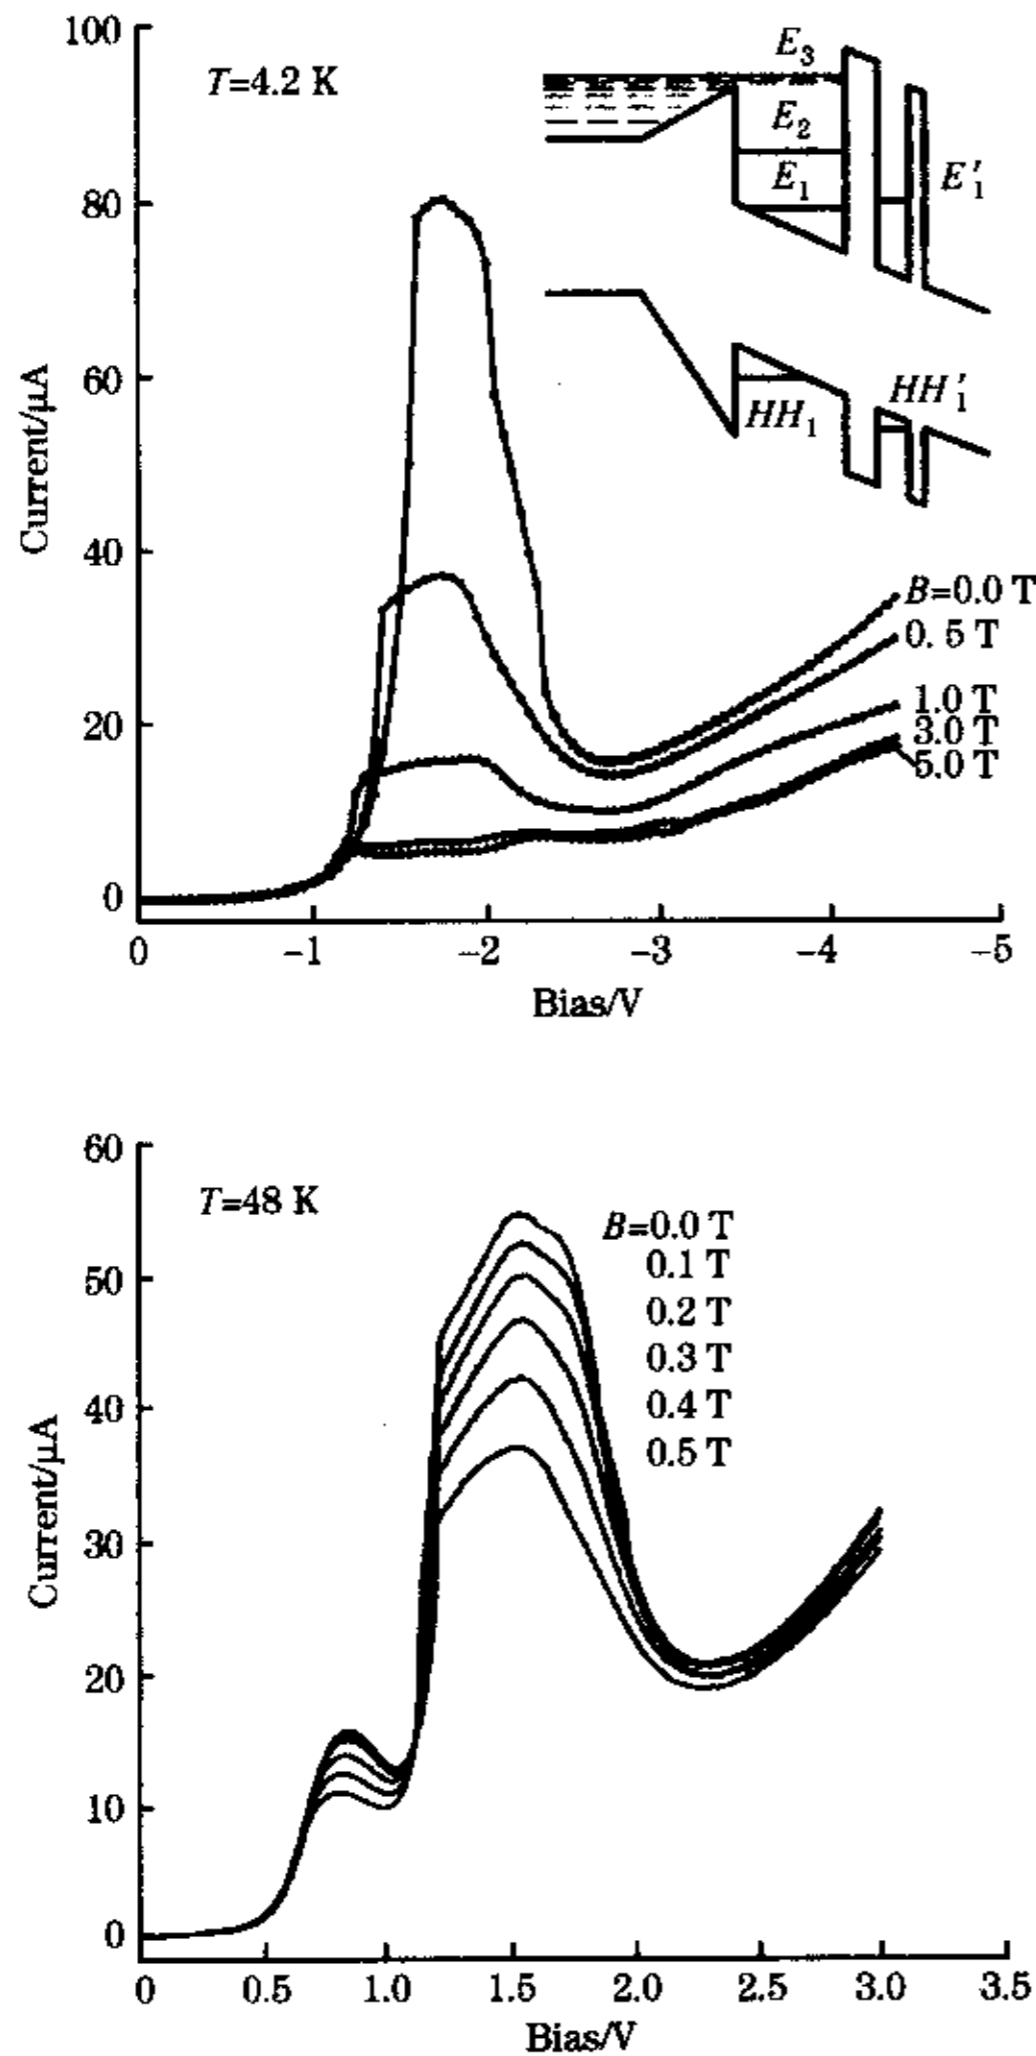 100
80
60
40
20
0
Current/μA
T=4.2 K
E₃
E₂
E₁
E′₁
HH₁
HH′₁
B=0.0 T
0.5 T
1.0 T
3.0 T
5.0 T
0 -1 -2 -3 -4 -5
Bias/V
60
50
40
30
20
10
0
Current/μA
T=48 K
B=0.0 T
0.1 T
0.2 T
0.3 T
0.4 T
0.5 T
0 0.5 1.0 1.5 2.0 2.5 3.0 3.5
Bias/V